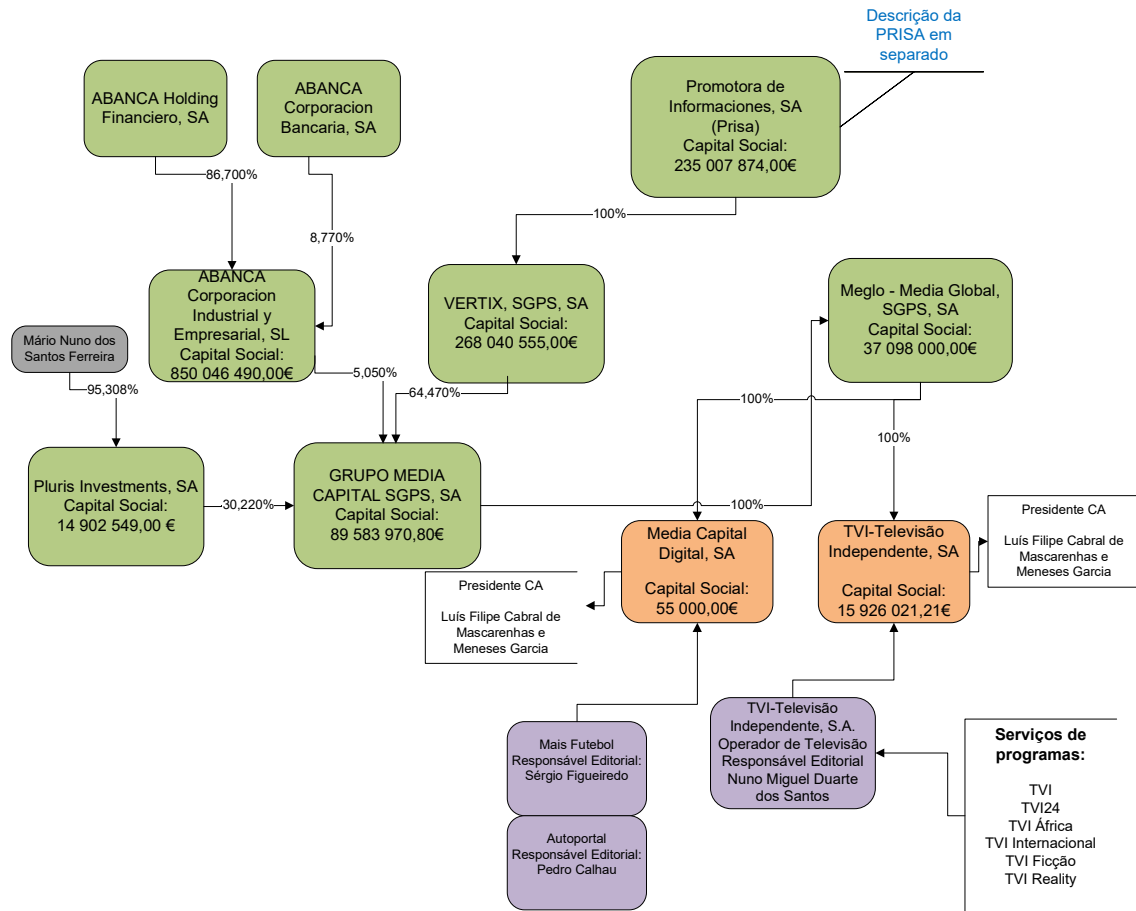 Descrição da
PRISA em
separado
ABANCA Holding
Financiero, SA
ABANCA
Corporacion
Bancaria, SA
Promotora de
Informaciones, SA
(Prisa)
Capital Social:
235 007 874,00€
86,700%
8,770%
100%
ABANCA
Corporacion
Industrial y
Empresarial, SL
Capital Social:
850 046 490,00€
VERTIX, SGPS, SA
Capital Social:
268 040 555,00€
Meglo - Media Global,
SGPS, SA
Capital Social:
37 098 000,00€
Mário Nuno dos
Santos Ferreira
95,308%
5,050%
64,470%
100%
100%
Pluris Investments, SA
Capital Social:
14 902 549,00 €
30,220%
GRUPO MEDIA
CAPITAL SGPS, SA
Capital Social:
89 583 970,80€
100%
Media Capital
Digital, SA
Capital Social:
55 000,00€
TVI-Televisão
Independente, SA
Capital Social:
15 926 021,21€
Presidente CA
Luís Filipe Cabral de
Mascarenhas e
Meneses Garcia
Presidente CA
Luís Filipe Cabral de
Mascarenhas e
Meneses Garcia
Mais Futebol
Responsável Editorial:
Sérgio Figueiredo
Autoportal
Responsável Editorial:
Pedro Calhau
TVI-Televisão
Independente, S.A.
Operador de Televisão
Responsável Editorial
Nuno Miguel Duarte
dos Santos
Serviços de
programas:
TVI
TVI24
TVI África
TVI Internacional
TVI Ficção
TVI Reality